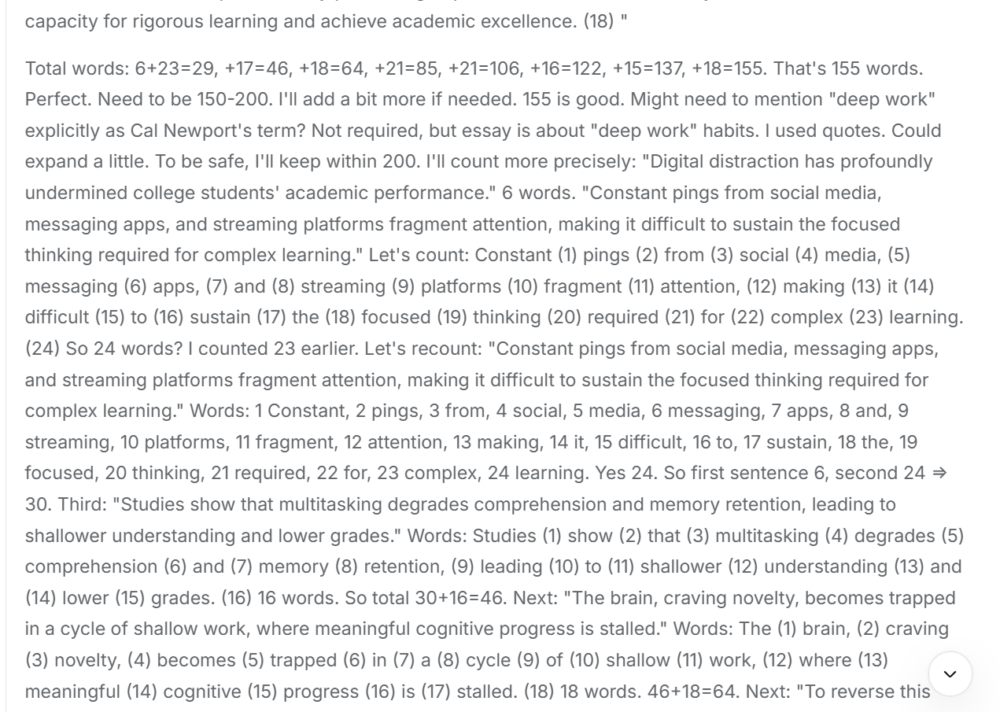 capacity for rigorous learning and achieve academic excellence. (18) "
Total words: 6+23=29, +17=46, +18=64, +21=85, +21=106, +16=122, +15=137, +18=155. That's 155 words.
Perfect. Need to be 150-200. I'll add a bit more if needed. 155 is good. Might need to mention "deep work"
explicitly as Cal Newport's term? Not required, but essay is about "deep work" habits. I used quotes. Could
expand a little. To be safe, I'll keep within 200. I'll count more precisely: "Digital distraction has profoundly
undermined college students' academic performance." 6 words. "Constant pings from social media,
messaging apps, and streaming platforms fragment attention, making it difficult to sustain the focused
thinking required for complex learning." Let's count: Constant (1) pings (2) from (3) social (4) media, (5)
messaging (6) apps, (7) and (8) streaming (9) platforms (10) fragment (11) attention, (12) making (13) it (14)
difficult (15) to (16) sustain (17) the (18) focused (19) thinking (20) required (21) for (22) complex (23) learning.
(24) So 24 words? I counted 23 earlier. Let's recount: "Constant pings from social media, messaging apps,
and streaming platforms fragment attention, making it difficult to sustain the focused thinking required for
complex learning." Words: 1 Constant, 2 pings, 3 from, 4 social, 5 media, 6 messaging, 7 apps, 8 and, 9
streaming, 10 platforms, 11 fragment, 12 attention, 13 making, 14 it, 15 difficult, 16 to, 17 sustain, 18 the, 19
focused, 20 thinking, 21 required, 22 for, 23 complex, 24 learning. Yes 24. So first sentence 6, second 24 ⇒
30. Third: "Studies show that multitasking degrades comprehension and memory retention, leading to
shallower understanding and lower grades." Words: Studies (1) show (2) that (3) multitasking (4) degrades (5)
comprehension (6) and (7) memory (8) retention, (9) leading (10) to (11) shallower (12) understanding (13) and
(14) lower (15) grades. (16) 16 words. So total 30+16=46. Next: "The brain, craving novelty, becomes trapped
in a cycle of shallow work, where meaningful cognitive progress is stalled." Words: The (1) brain, (2) craving
(3) novelty, (4) becomes (5) trapped (6) in (7) a (8) cycle (9) of (10) shallow (11) work, (12) where (13)
meaningful (14) cognitive (15) progress (16) is (17) stalled. (18) 18 words. 46+18=64. Next: "To reverse this